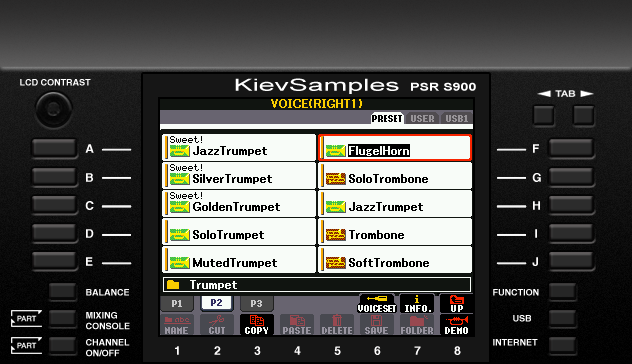 LCD CONTRAST
KievSamples PSR S900
TAB
VOICE(RIGHT1)
PRESET USER USB1
A
Sweet!
JazzTrumpet
FlugelHorn
F
B
Sweet!
SilverTrumpet
SoloTrombone
G
C
Sweet!
GoldenTrumpet
JazzTrumpet
H
D
SoloTrumpet
Trombone
I
E
MutedTrumpet
SoftTrombone
J
Trumpet
BALANCE
P1 P2 P3
VOICESET INFO. UP
FUNCTION
PART
MIXING
CONSOLE
NAME CUT COPY PASTE DELETE SAVE FOLDER DEMO
USB
PART
CHANNEL
ON/OFF
1 2 3 4 5 6 7 8
INTERNET